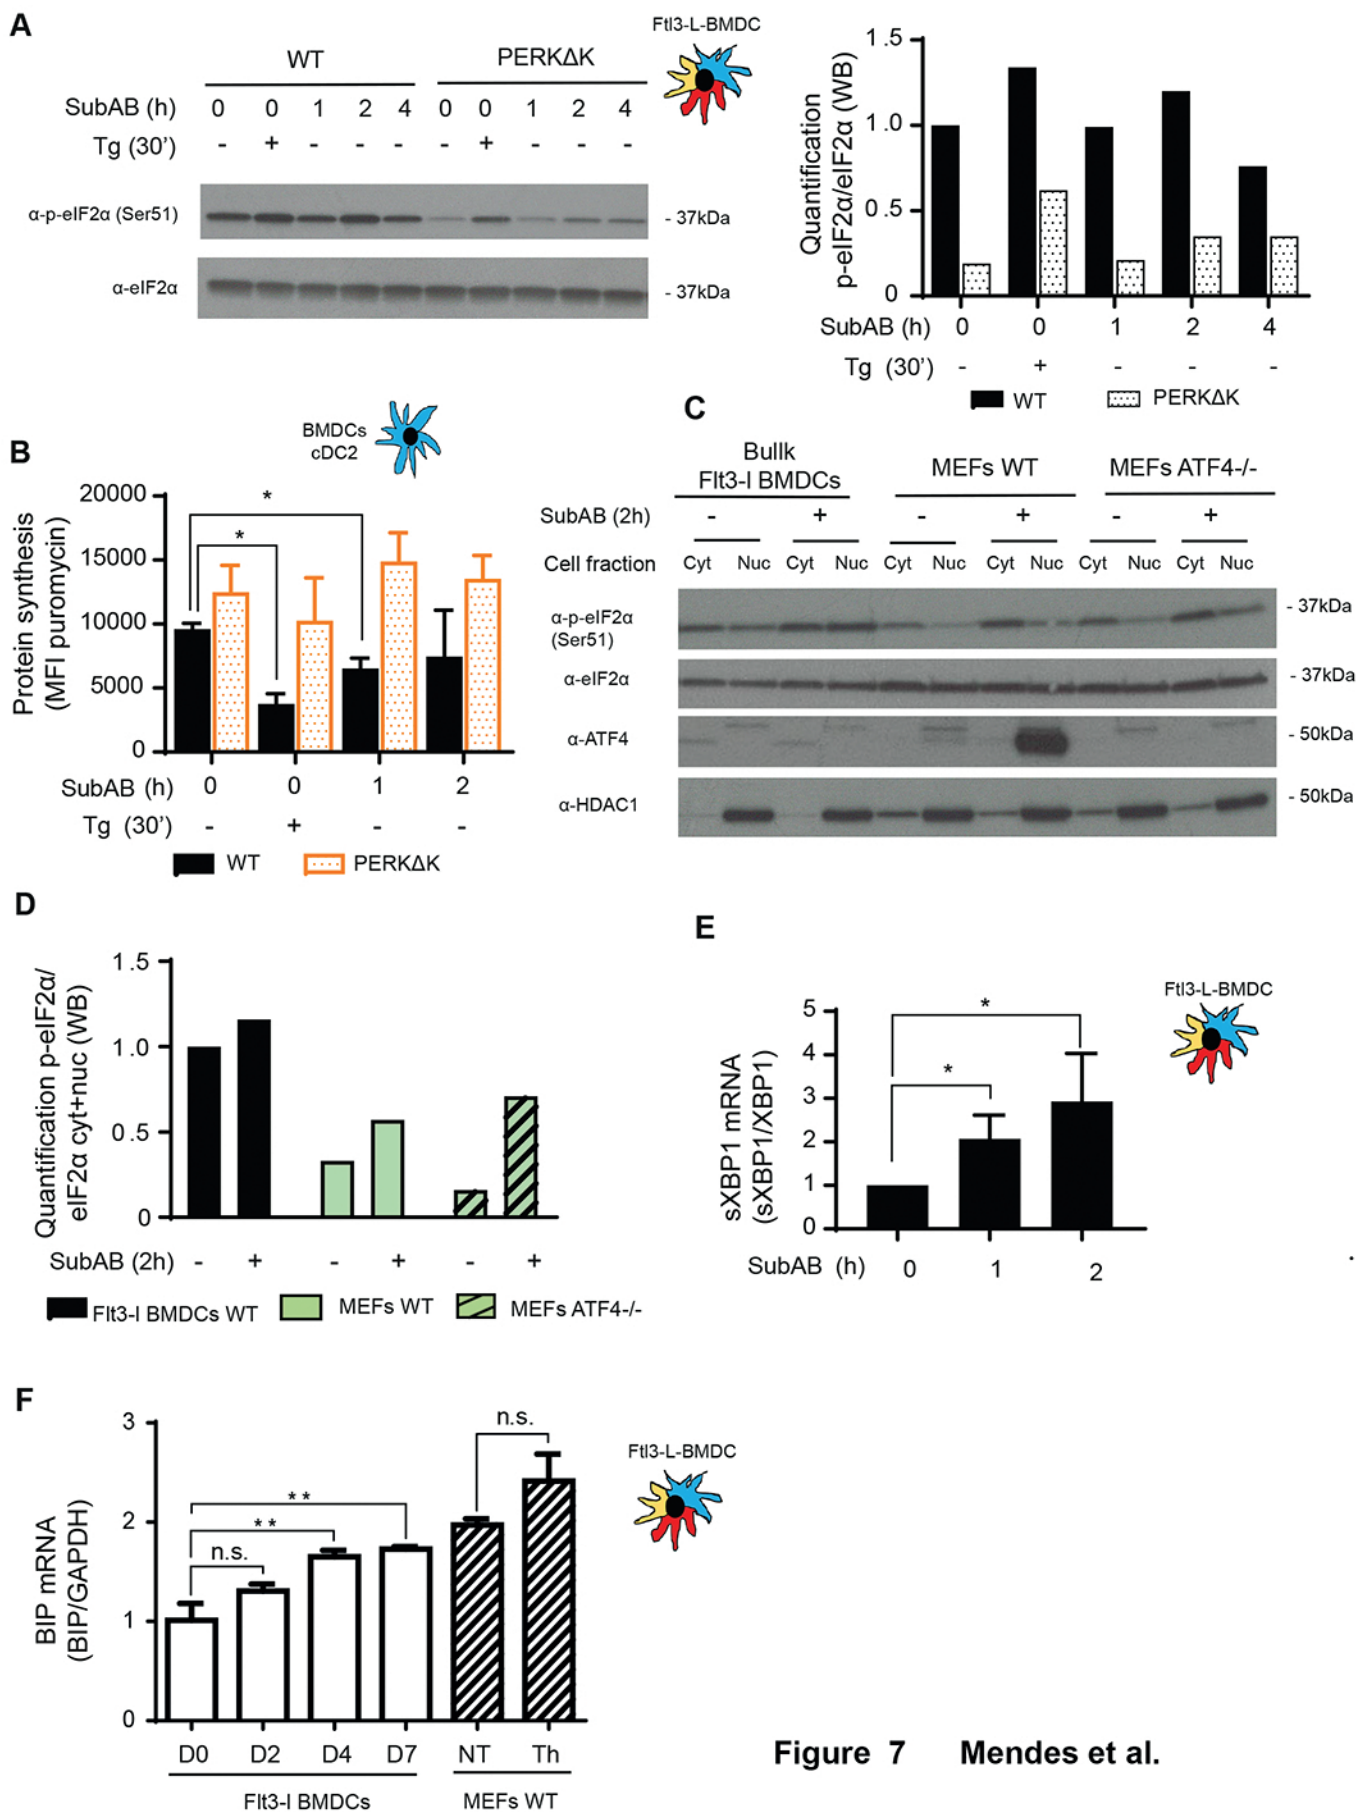 A
Ftl3-L-BMDC
WT
PERKΔK
SubAB (h)
0 0 1 2 4 0 0 1 2 4
Tg (30')
- + - - - - + - - -
α-p-eIF2α (Ser51)
- 37kDa
α-eIF2α
- 37kDa
Quantification
p-eIF2α/eIF2α (WB)
1.5
1.0
0.5
0
SubAB (h) 0 0 1 2 4
Tg (30') - + - - -
WT PERKΔK
B
BMDCs
cDC2
Protein synthesis
(MFI puromycin)
20000
15000
10000
5000
0
*
*
SubAB (h) 0 0 1 2
Tg (30') - + - -
WT PERKΔK
C
Bullk
Flt3-l BMDCs
MEFs WT
MEFs ATF4-/-
SubAB (2h) - + - + - +
Cell fraction Cyt Nuc Cyt Nuc Cyt Nuc Cyt Nuc Cyt Nuc Cyt Nuc
α-p-eIF2α
(Ser51)
- 37kDa
α-eIF2α
- 37kDa
α-ATF4
- 50kDa
α-HDAC1
- 50kDa
D
Quantification p-eIF2α/
eIF2α cyt+nuc (WB)
1.5
1.0
0.5
0
SubAB (2h) - + - + - +
Flt3-l BMDCs WT MEFs WT MEFs ATF4-/-
E
Ftl3-L-BMDC
sXBP1 mRNA
(sXBP1/XBP1)
5
4
3
2
1
0
*
*
SubAB (h) 0 1 2
.
F
Ftl3-L-BMDC
BIP mRNA
(BIP/GAPDH)
3
2
1
0
n.s.
**
**
n.s.
D0 D2 D4 D7 NT Th
Flt3-l BMDCs MEFs WT
Figure 7 Mendes et al.